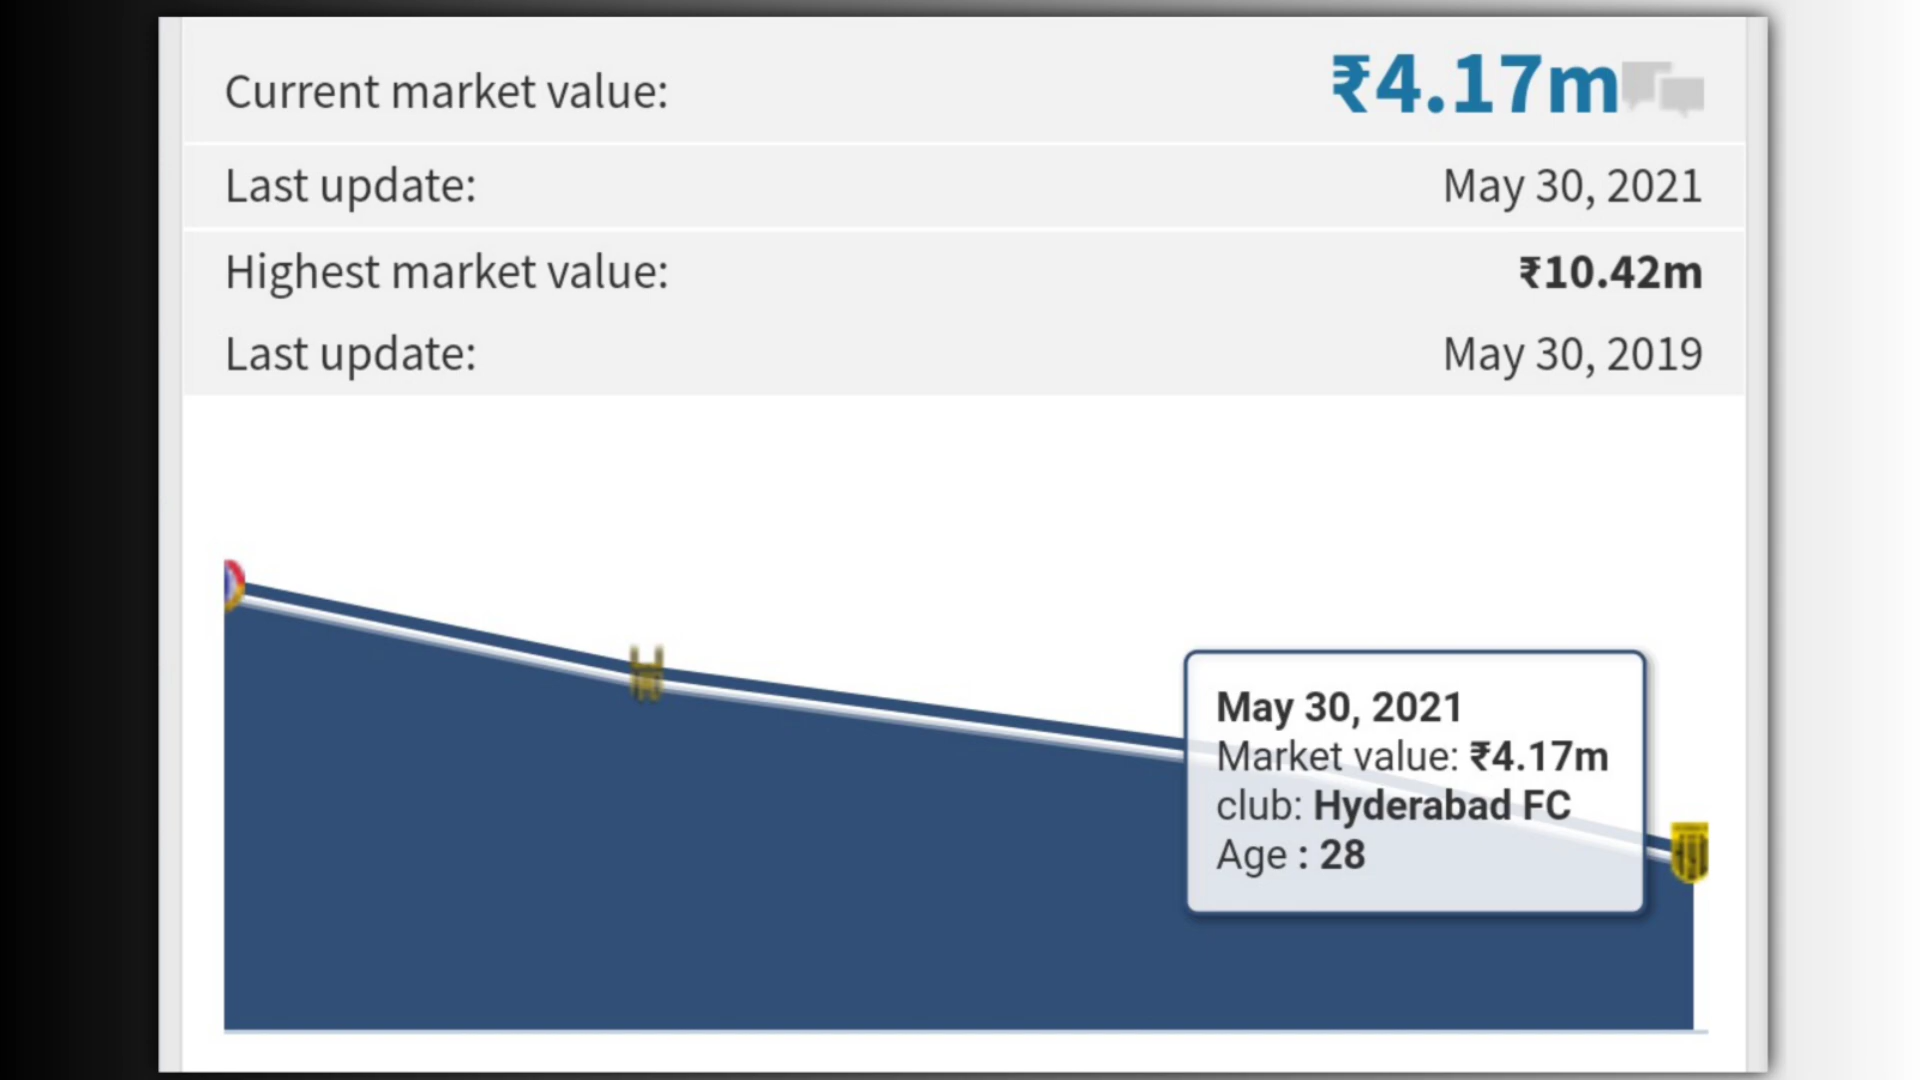 Current market value: ₹4.17m
Last update: May 30, 2021
Highest market value: ₹10.42m
Last update: May 30, 2019
May 30, 2021
Market value: ₹4.17m
club: Hyderabad FC
Age : 28